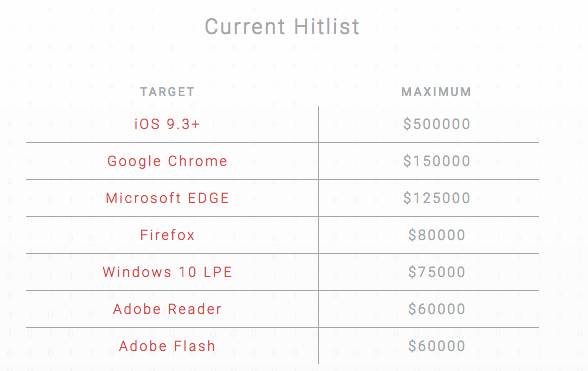 Current Hitlist
TARGET MAXIMUM
iOS 9.3+ $500000
Google Chrome $150000
Microsoft EDGE $125000
Firefox $80000
Windows 10 LPE $75000
Adobe Reader $60000
Adobe Flash $60000